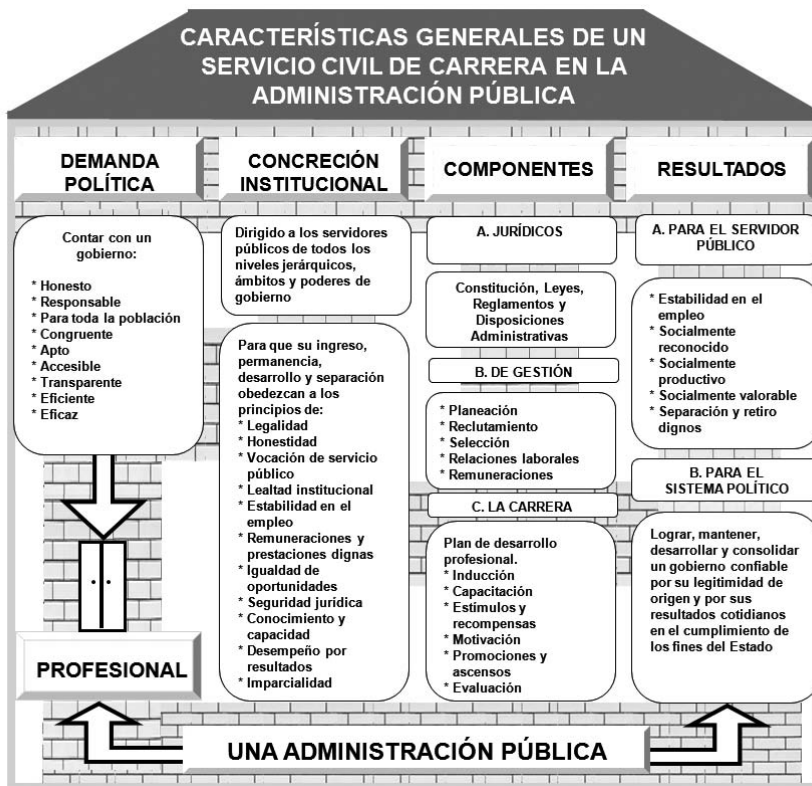 CARACTERÍSTICAS GENERALES DE UN
SERVICIO CIVIL DE CARRERA EN LA
ADMINISTRACIÓN PÚBLICA
DEMANDA
POLÍTICA
Contar con un
gobierno:
* Honesto
* Responsable
* Para toda la población
* Congruente
* Apto
* Accesible
* Transparente
* Eficiente
* Eficaz
PROFESIONAL
CONCRECIÓN
INSTITUCIONAL
Dirigido a los servidores
públicos de todos los
niveles jerárquicos,
ámbitos y poderes de
gobierno
Para que su ingreso,
permanencia,
desarrollo y separación
obedezcan a los
principios de:
* Legalidad
* Honestidad
* Vocación de servicio
público
* Lealtad institucional
* Estabilidad en el
empleo
* Remuneraciones y
prestaciones dignas
* Igualdad de
oportunidades
* Seguridad jurídica
* Conocimiento y
capacidad
* Desempeño por
resultados
* Imparcialidad
COMPONENTES
A. JURÍDICOS
Constitución, Leyes,
Reglamentos y
Disposiciones
Administrativas
B. DE GESTIÓN
* Planeación
* Reclutamiento
* Selección
* Relaciones laborales
* Remuneraciones
C. LA CARRERA
Plan de desarrollo
profesional.
* Inducción
* Capacitación
* Estímulos y
recompensas
* Motivación
* Promociones y
ascensos
* Evaluación
RESULTADOS
A. PARA EL SERVIDOR
PÚBLICO
* Estabilidad en el
empleo
* Socialmente
reconocido
* Socialmente
productivo
* Socialmente valorable
* Separación y retiro
dignos
B. PARA EL
SISTEMA POLÍTICO
Lograr, mantener,
desarrollar y consolidar
un gobierno confiable
por su legitimidad de
origen y por sus
resultados cotidianos
en el cumplimiento de
los fines del Estado
UNA ADMINISTRACIÓN PÚBLICA